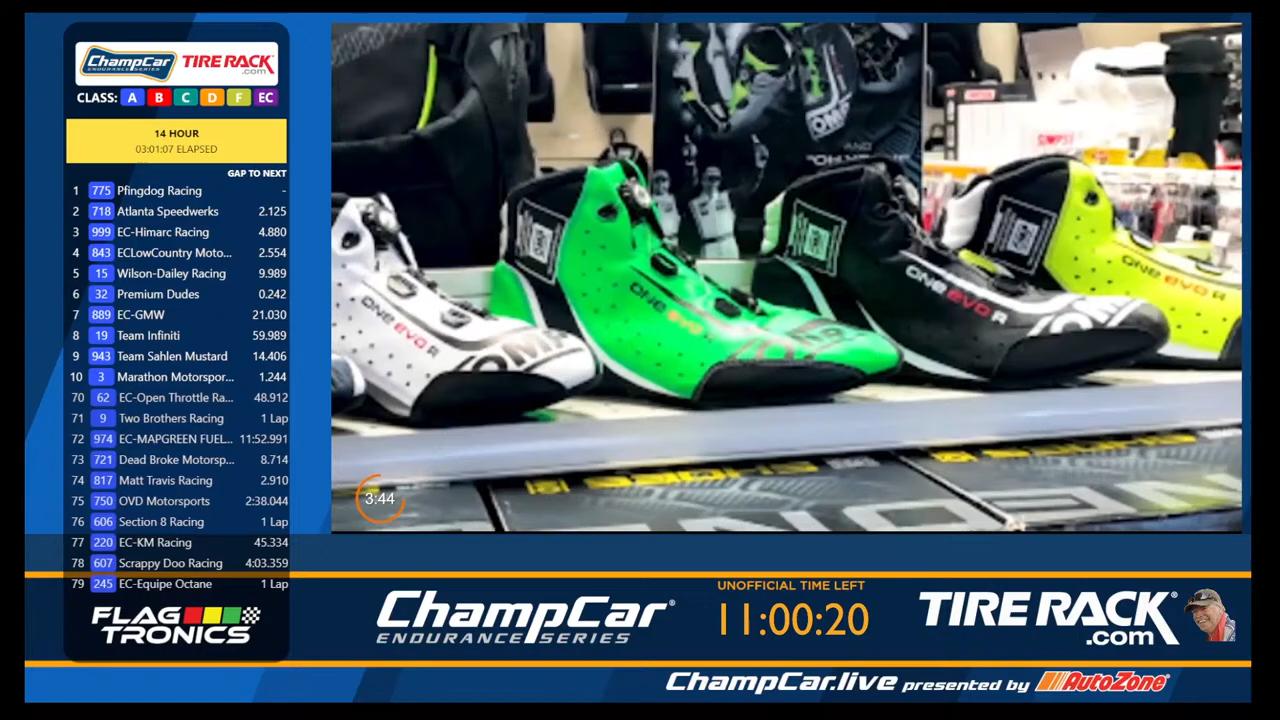 ChampCar
ENDURANCE SERIES
TIRE RACK
.com
CLASS: A B C D F EC
14 HOUR
03:01:07 ELAPSED
GAP TO NEXT
1 775 Pfingdog Racing -
2 718 Atlanta Speedwerks 2.125
3 999 EC-Himarc Racing 4.880
4 843 ECLowCountry Moto... 2.554
5 15 Wilson-Dailey Racing 9.989
6 32 Premium Dudes 0.242
7 889 EC-GMW 21.030
8 19 Team Infiniti 59.989
9 943 Team Sahlen Mustard 14.406
10 3 Marathon Motorspor... 1.244
70 62 EC-Open Throttle Ra... 48.912
71 9 Two Brothers Racing 1 Lap
72 974 EC-MAPGREEN FUEL... 11:52.991
73 721 Dead Broke Motorsp... 8.714
74 817 Matt Travis Racing 2.910
75 750 OVD Motorsports 2:38.044
76 606 Section 8 Racing 1 Lap
77 220 EC-KM Racing 45.334
78 607 Scrappy Doo Racing 4:03.359
79 245 EC-Equipe Octane 1 Lap
FLAG
TRONICS
OMP
AND
ONE EVO R
OMP
ONE EVO
ONE EVO R
OMP
ONE EVO R
3:44
ChampCar®
ENDURANCE SERIES
UNOFFICIAL TIME LEFT
11:00:20
TIRE RACK®
.com
ChampCar.live presented by AutoZone